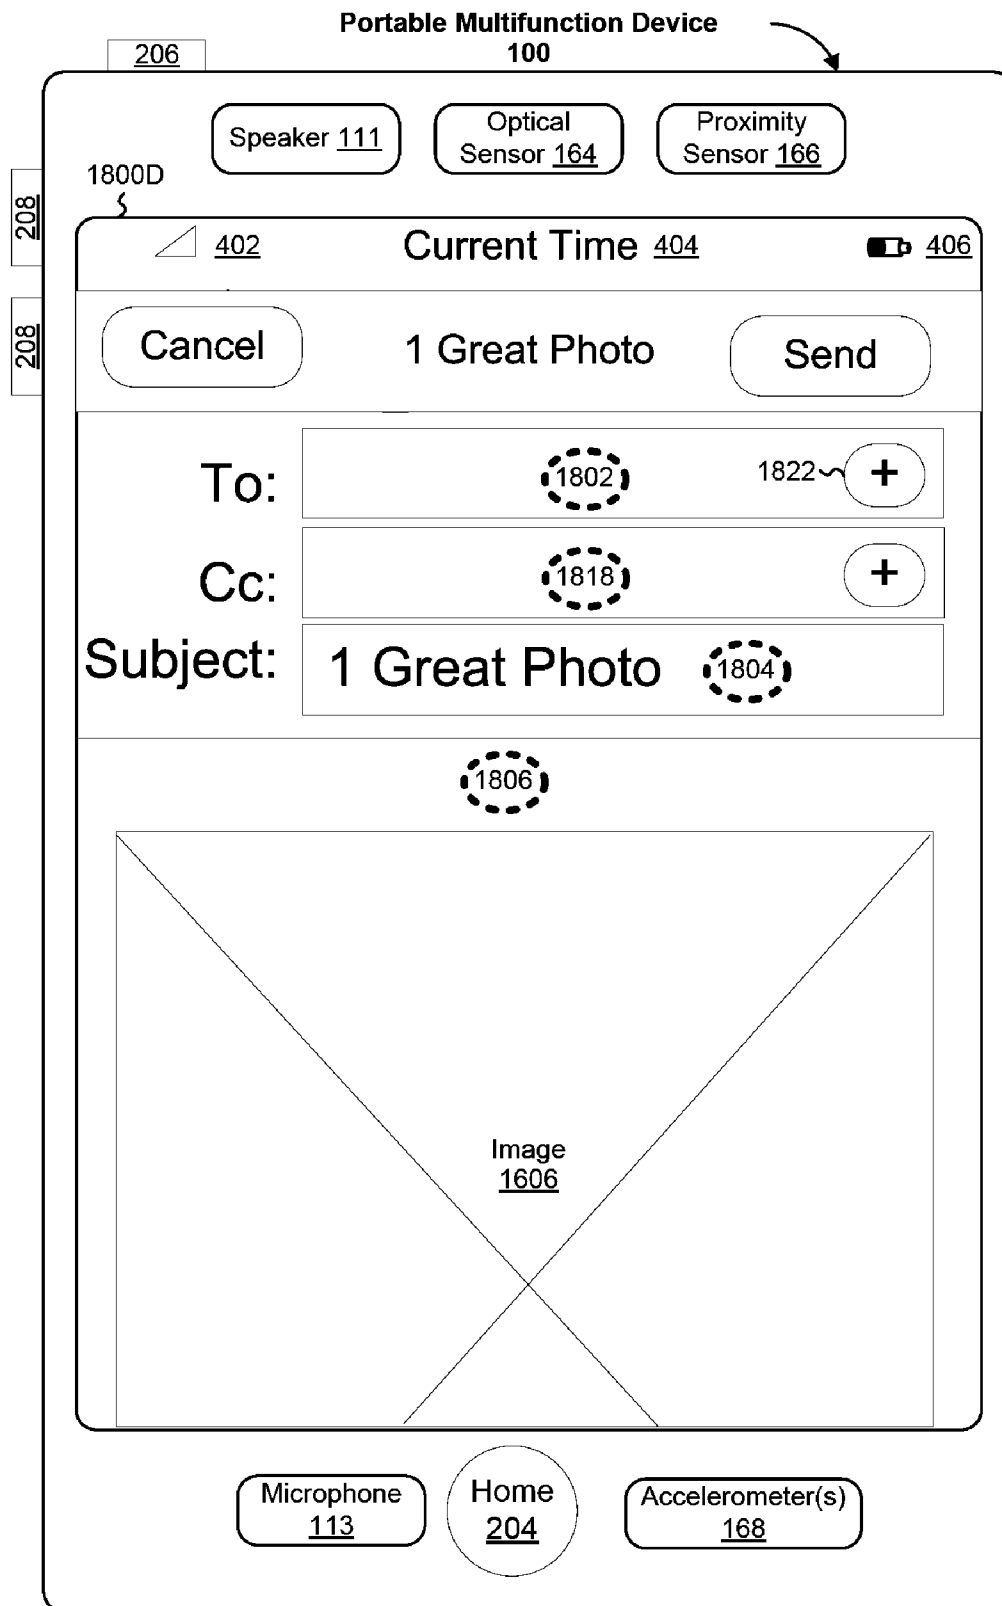 Portable Multifunction Device
100
206
Speaker 111
Optical
Sensor 164
Proximity
Sensor 166
1800D
208
402
Current Time 404
406
208
Cancel
1 Great Photo
Send
To:
1802
1822
+
Cc:
1818
+
Subject:
1 Great Photo
1804
1806
Image
1606
Microphone
113
Home
204
Accelerometer(s)
168